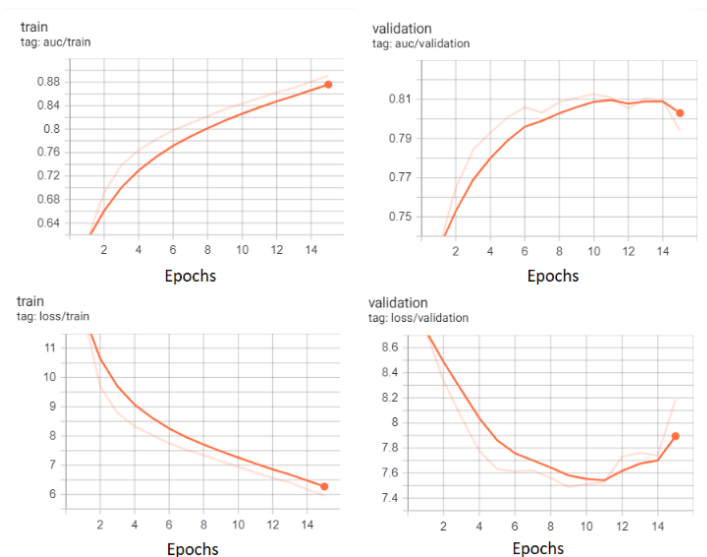 train
tag: auc/train
0.88
0.84
0.8
0.76
0.72
0.68
0.64
2 4 6 8 10 12 14
Epochs
validation
tag: auc/validation
0.81
0.79
0.77
0.75
2 4 6 8 10 12 14
Epochs
train
tag: loss/train
11
10
9
8
7
6
2 4 6 8 10 12 14
Epochs
validation
tag: loss/validation
8.6
8.4
8.2
8
7.8
7.6
7.4
2 4 6 8 10 12 14
Epochs